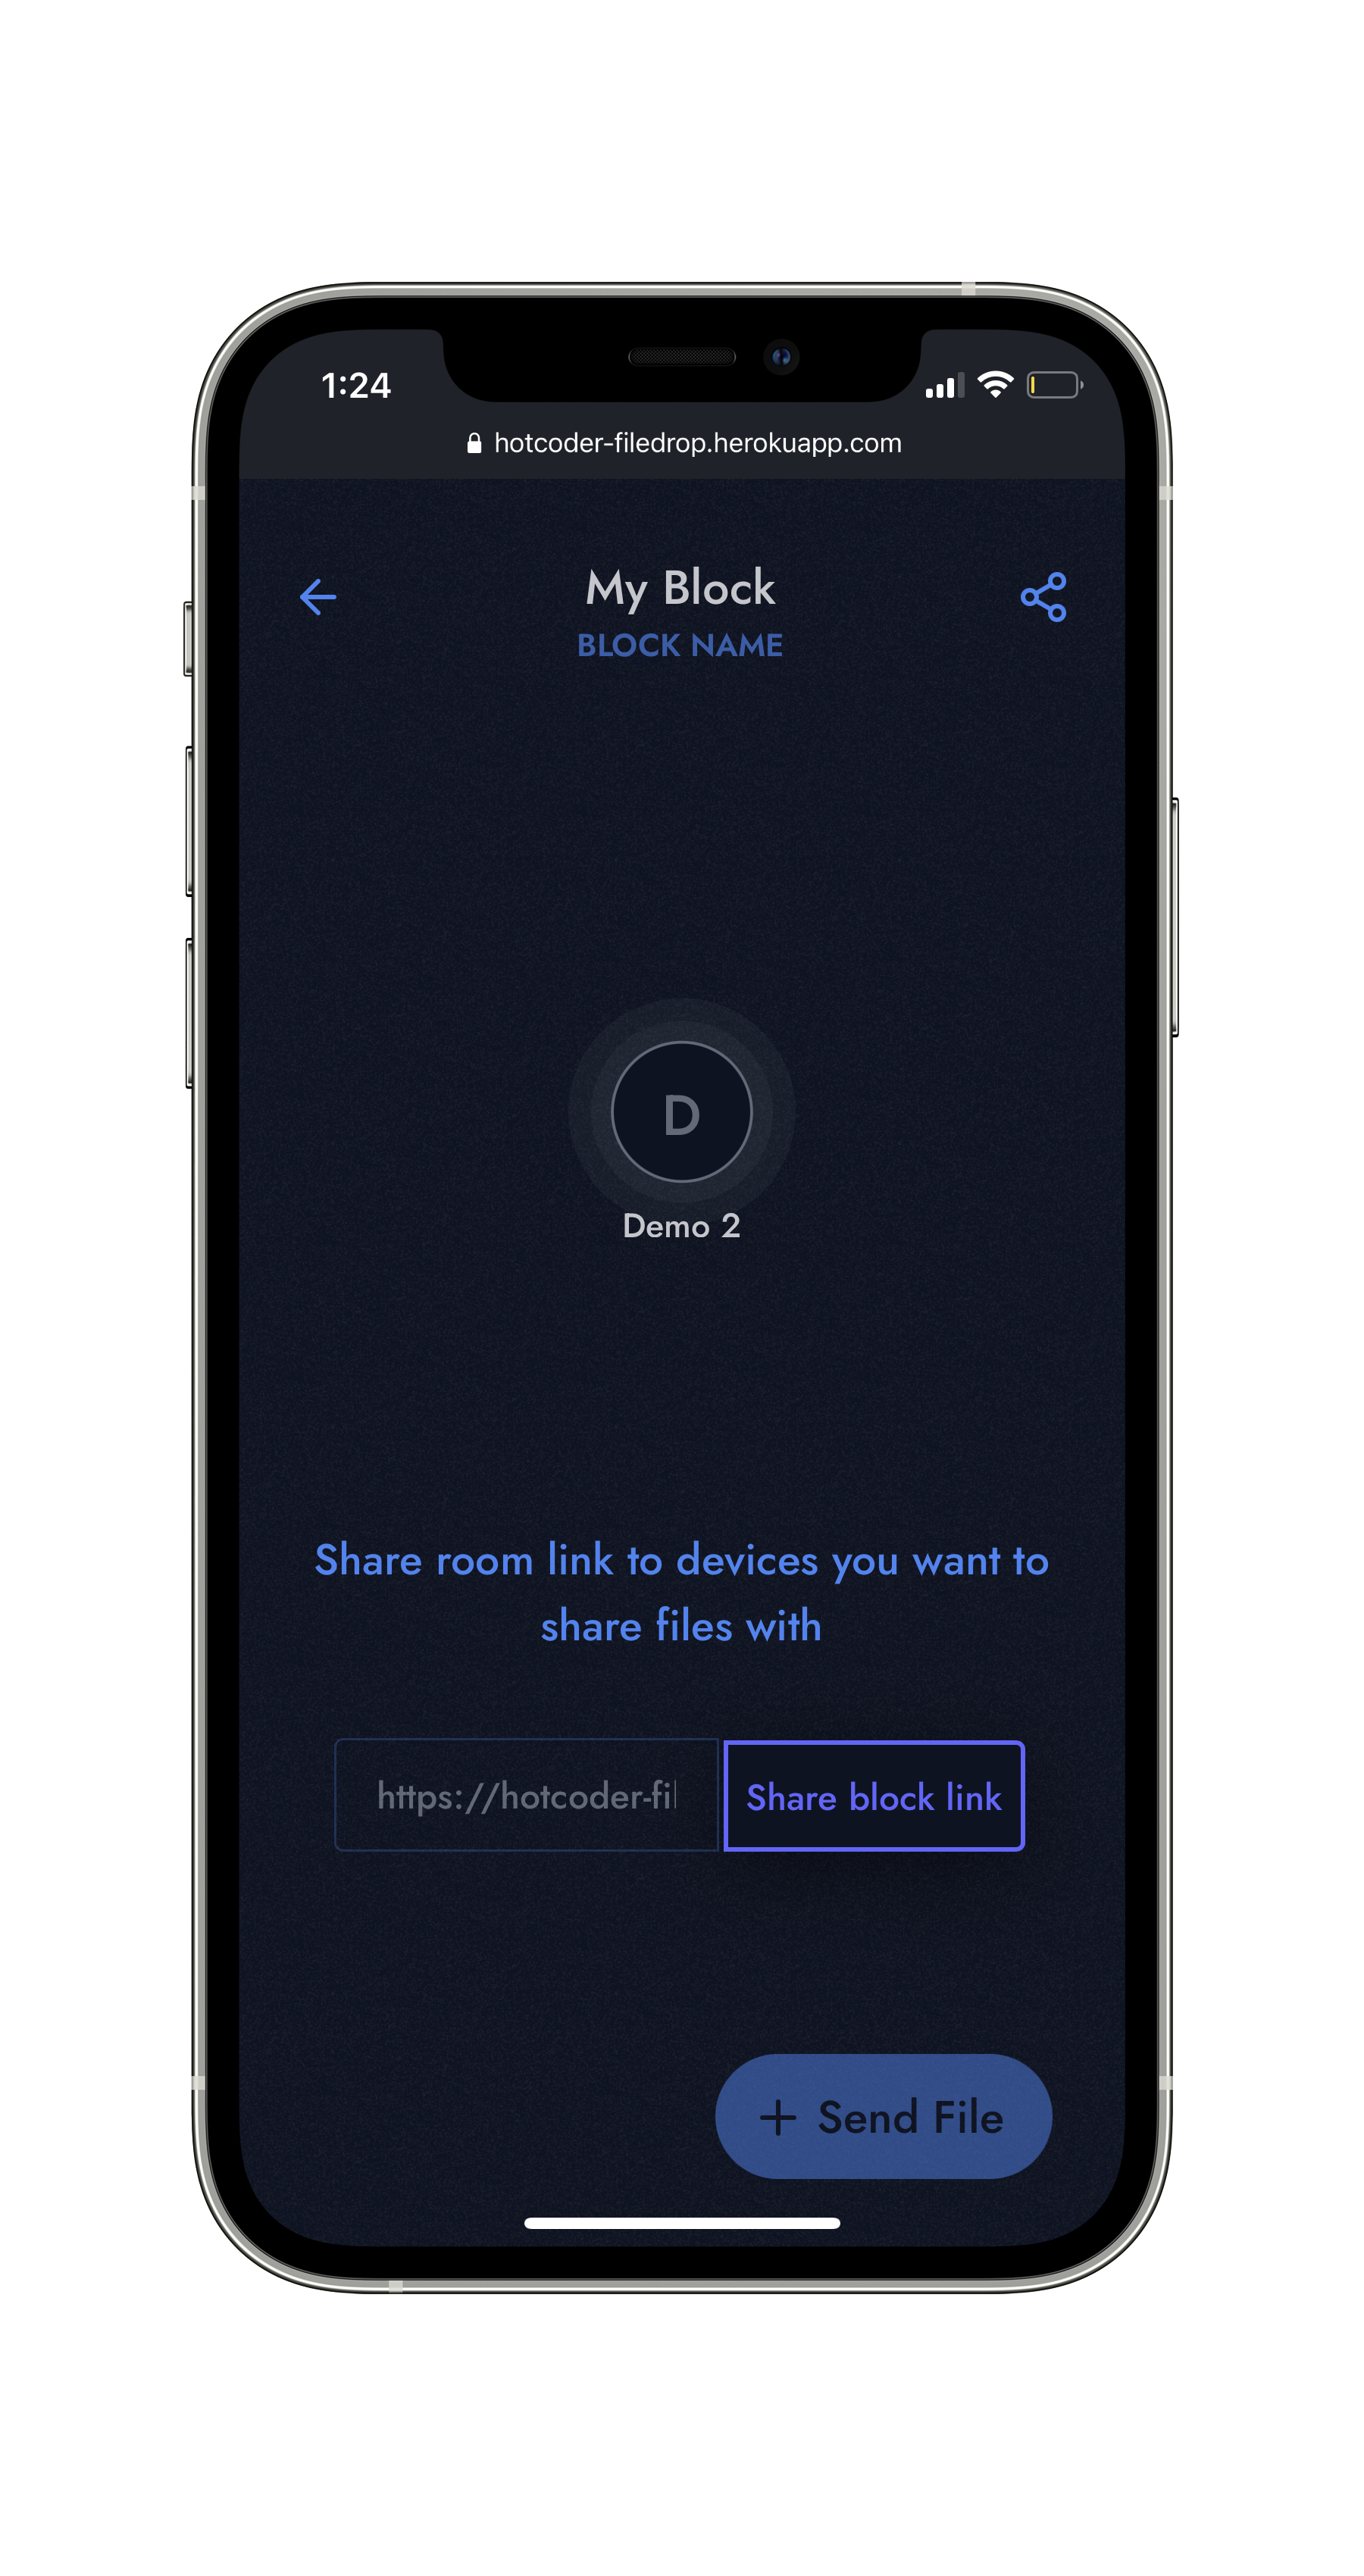 1:24
hotcoder-filedrop.herokuapp.com
My Block
BLOCK NAME
D
Demo 2
Share room link to devices you want to
share files with
https://hotcoder-fil
Share block link
+ Send File